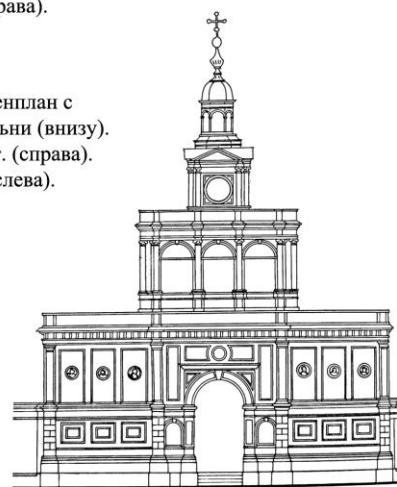 рава).
енплан с
ьни (внизу).
г. (справа).
слева).